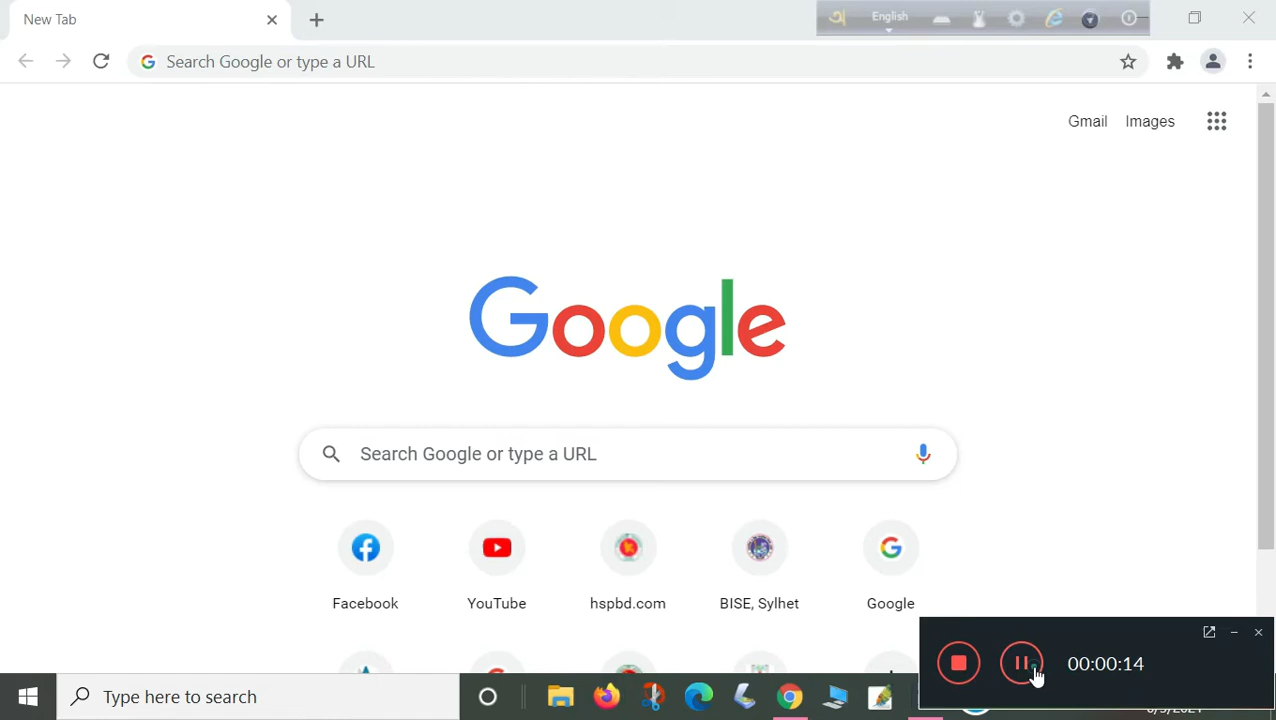 New Tab
অ English
Search Google or type a URL
Gmail Images
Google
Search Google or type a URL
Facebook YouTube hspbd.com BISE, Sylhet Google
00:00:14
Type here to search